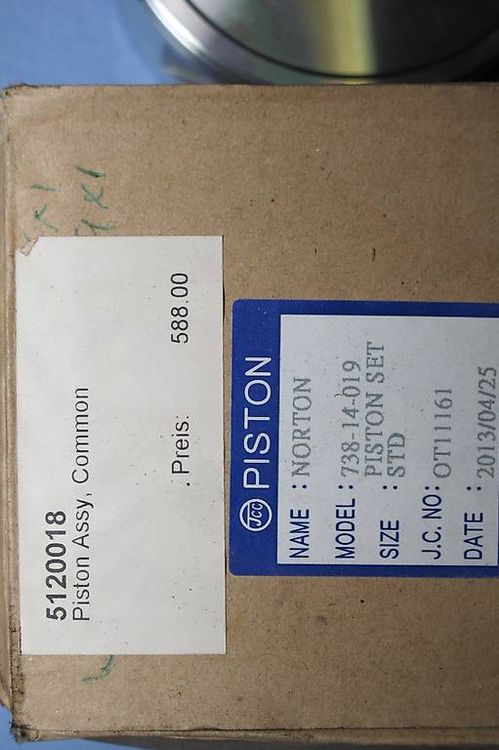 5120018
Piston Assy, Common
. Preis: 588.00
JCC PISTON
NAME : NORTON
MODEL : 738-14-019
PISTON SET
SIZE : STD
J.C. NO: OT11161
DATE : 2013/04/25